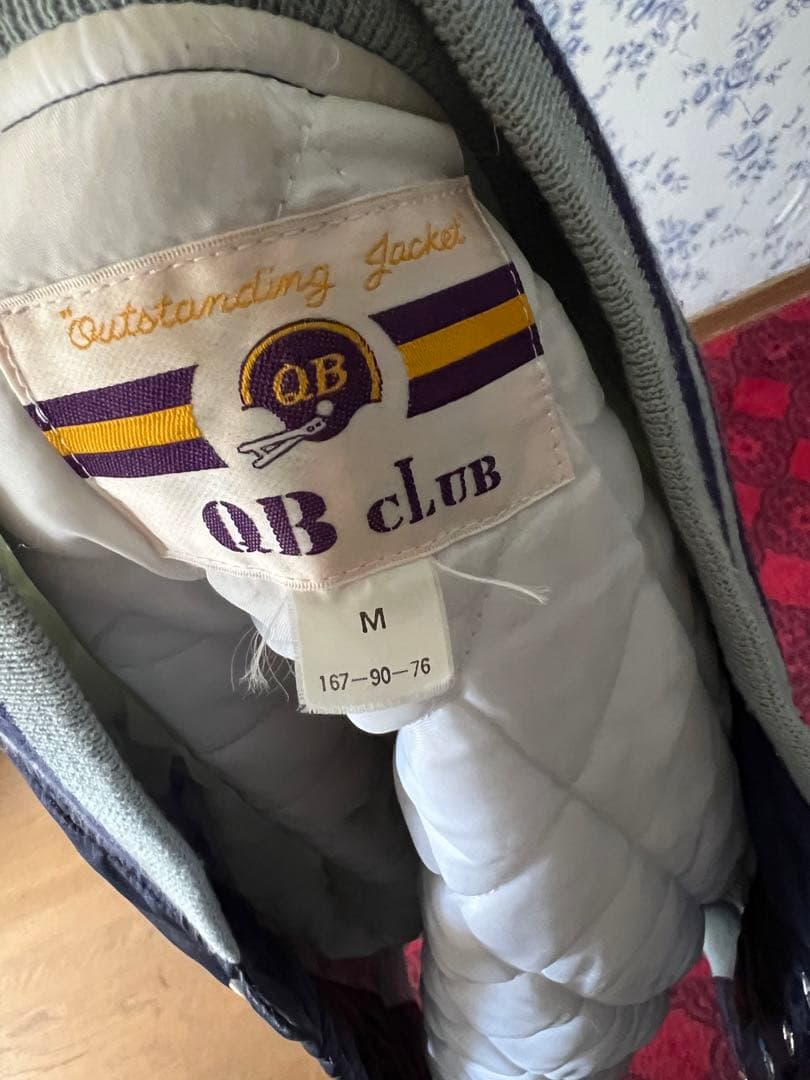 "Outstanding Jacket"
QB
QB cLUB
M
167-90-76